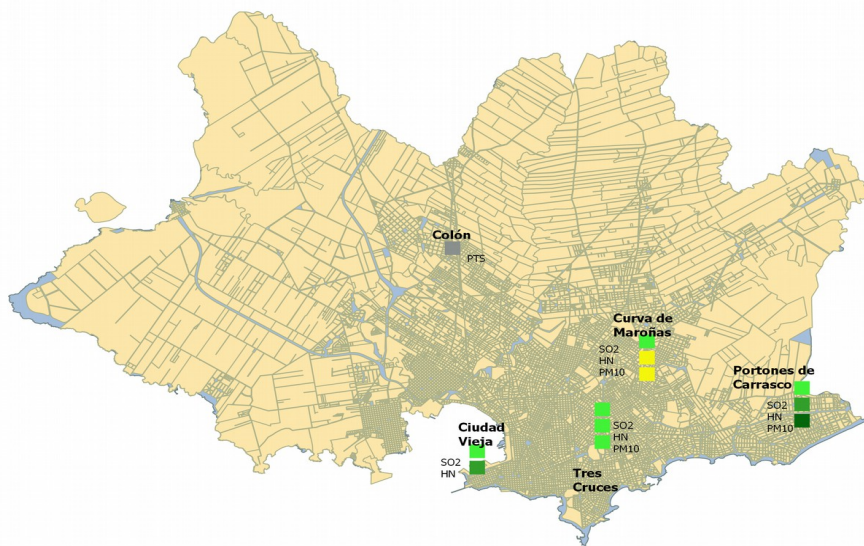 Colón
PTS
Curva de
Maroñas
SO2
HN
PM10
Portones de
Carrasco
SO2
HN
PM10
SO2
HN
PM10
Ciudad
Vieja
SO2
HN
Tres
Cruces